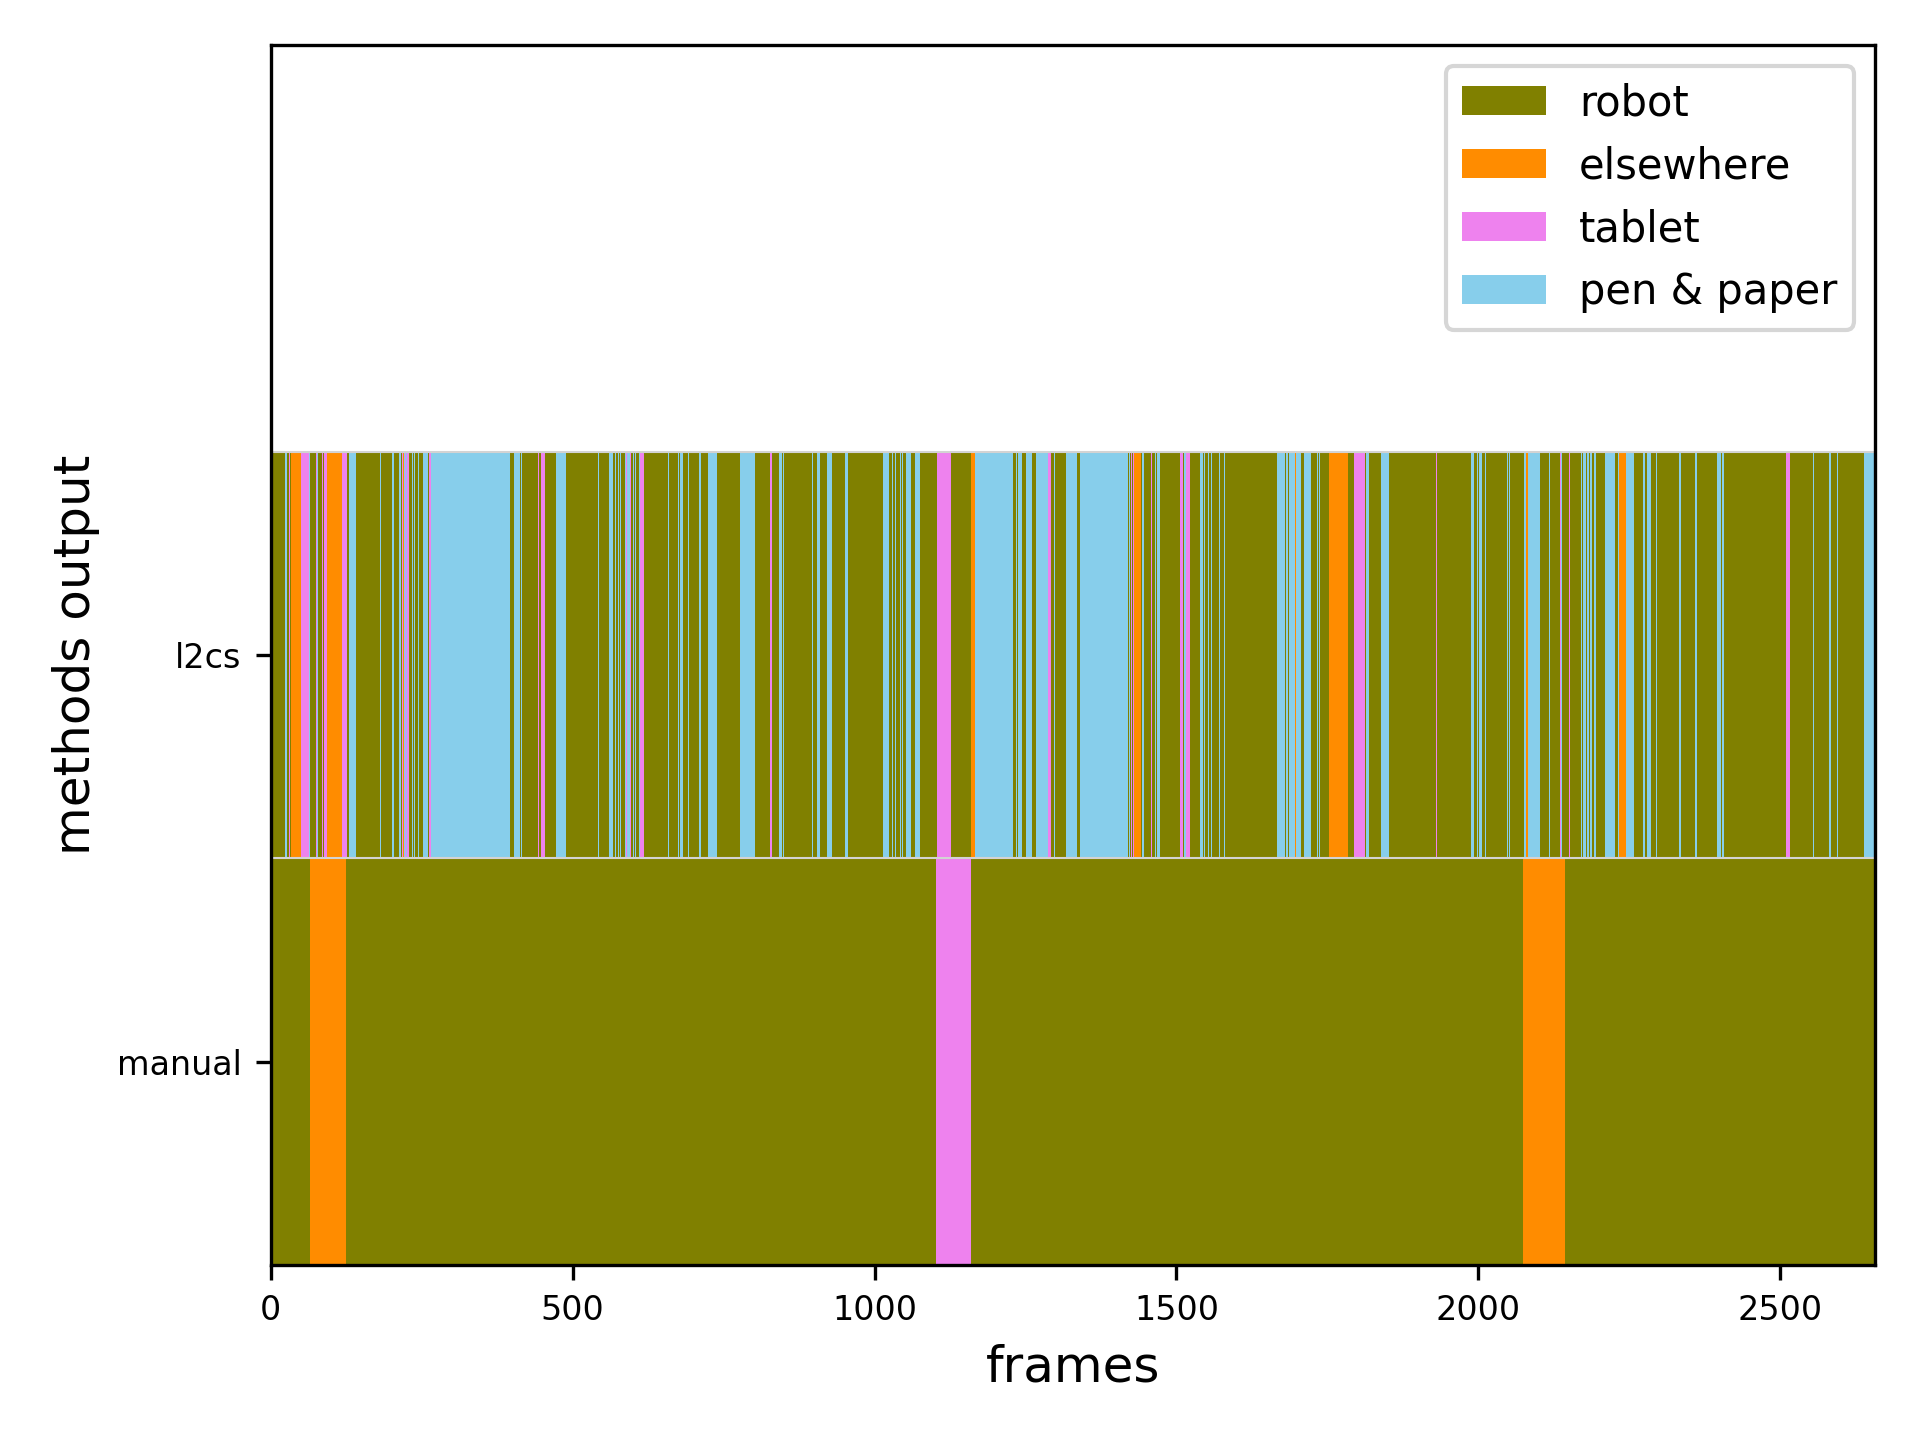 robot
elsewhere
tablet
pen & paper
methods output
l2cs
manual
0 500 1000 1500 2000 2500
frames